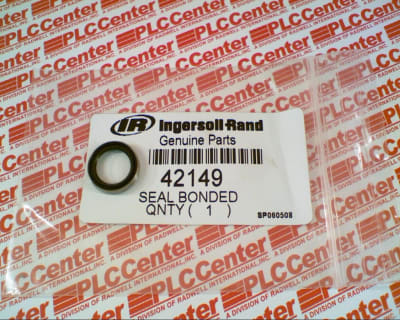 IR Ingersoll-Rand
Genuine Parts
42149
SEAL BONDED
QNTY ( 1 )
SP060508
PLCCenter
A DIVISION OF RADWELL INTERNATIONAL, INC.